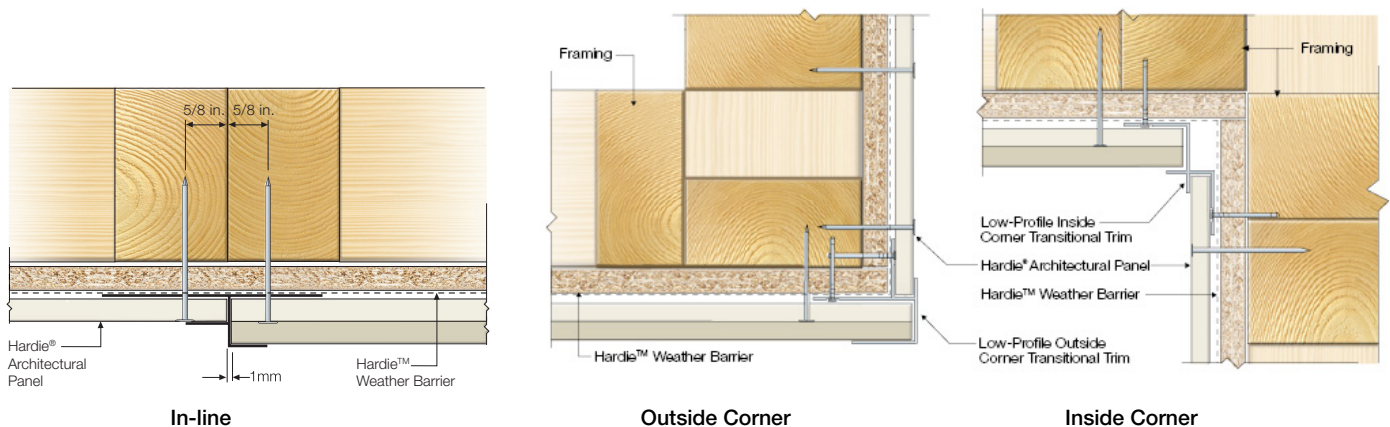 5/8 in.
5/8 in.
Hardie®
Architectural
Panel
1mm
Hardie™
Weather Barrier
In-line
Framing
Hardie® Architectural Panel
Hardie™ Weather Barrier
Low-Profile Outside
Corner Transitional Trim
Outside Corner
Framing
Low-Profile Inside
Corner Transitional Trim
Hardie™ Weather Barrier
Inside Corner